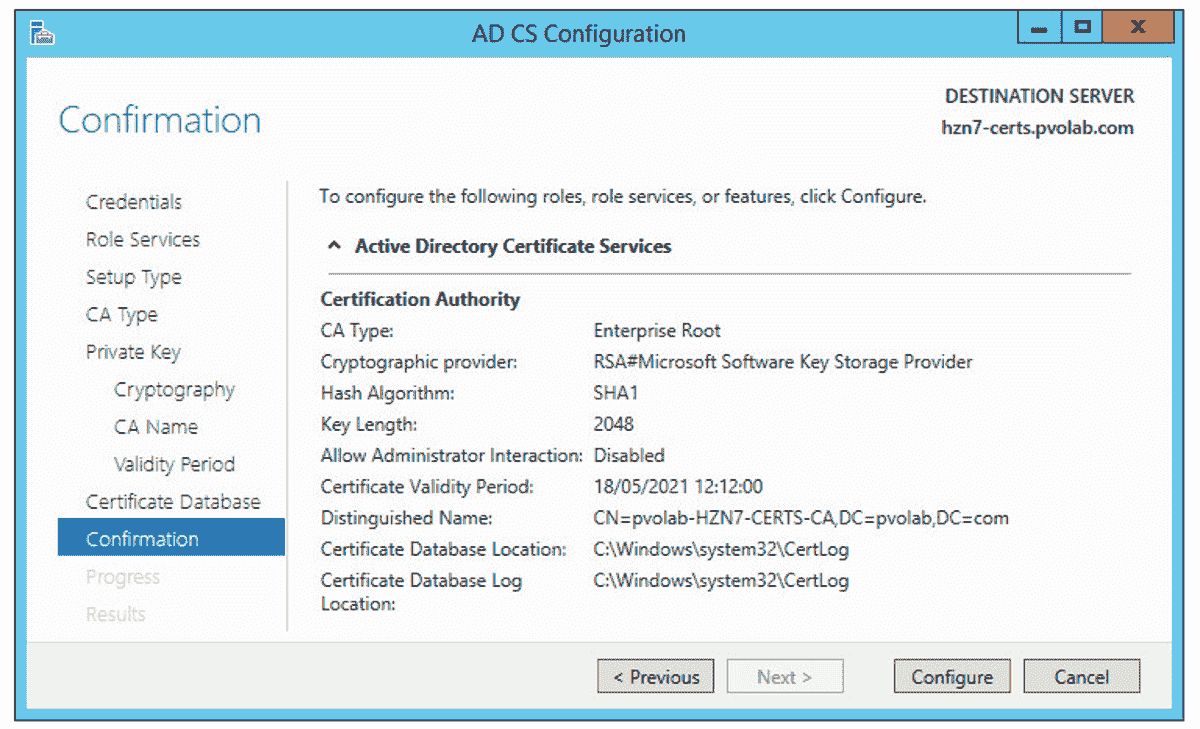 AD CS Configuration
Confirmation
DESTINATION SERVER
hzn7-certs.pvolab.com
Credentials
Role Services
Setup Type
CA Type
Private Key
Cryptography
CA Name
Validity Period
Certificate Database
Confirmation
Progress
Results
To configure the following roles, role services, or features, click Configure.
Active Directory Certificate Services
Certification Authority
CA Type: Enterprise Root
Cryptographic provider: RSA#Microsoft Software Key Storage Provider
Hash Algorithm: SHA1
Key Length: 2048
Allow Administrator Interaction: Disabled
Certificate Validity Period: 18/05/2021 12:12:00
Distinguished Name: CN=pvolab-HZN7-CERTS-CA,DC=pvolab,DC=com
Certificate Database Location: C:\Windows\system32\CertLog
Certificate Database Log C:\Windows\system32\CertLog
Location:
< Previous
Next >
Configure
Cancel